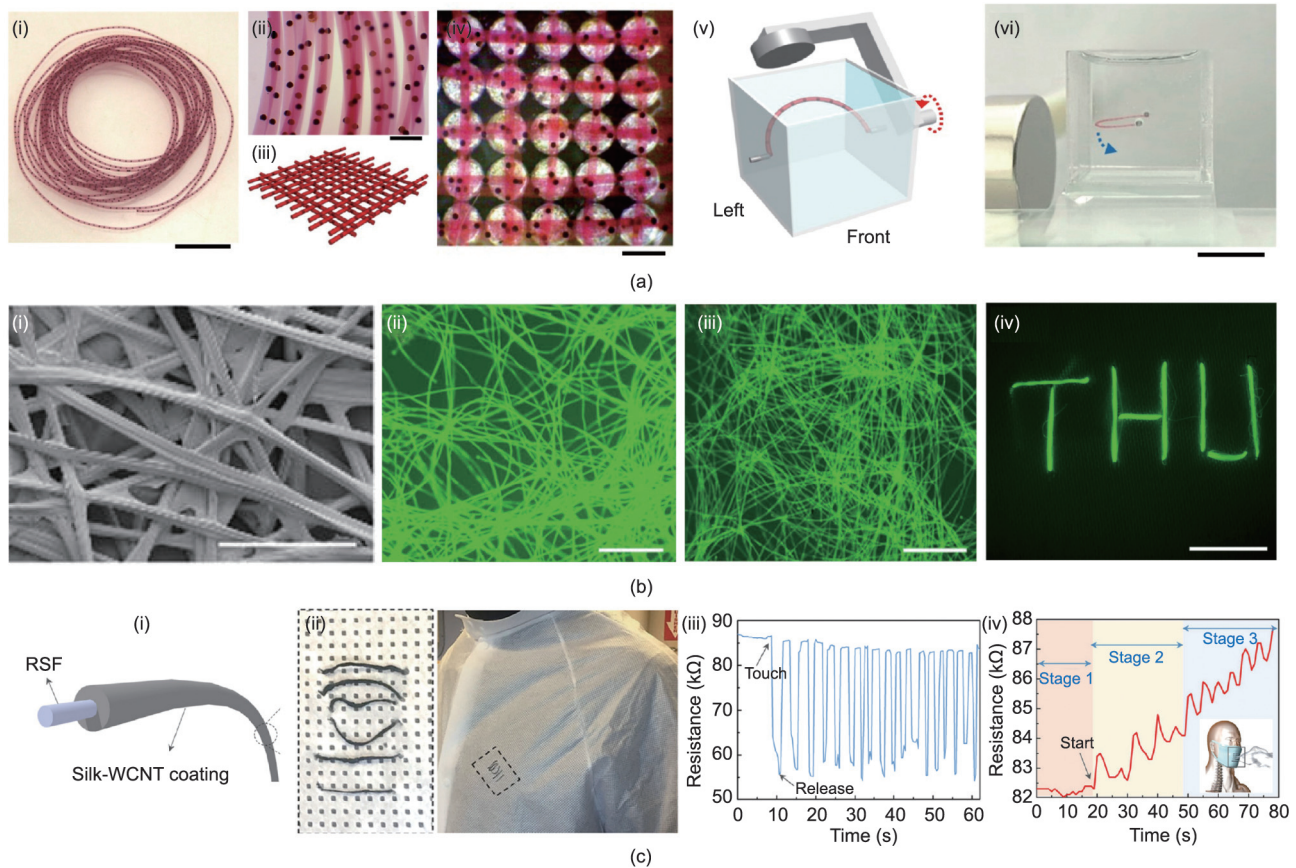 (i)
(ii)
(iii)
(iv)
(v)
Left
Front
(vi)
(a)
(i)
(ii)
(iii)
(iv)
THU
(b)
(i)
RSF
Silk-WCNT coating
(ii)
(iii)
Resistance (kΩ)
90
80
70
60
50
Touch
Release
0 10 20 30 40 50 60
Time (s)
(iv)
Resistance (kΩ)
88
87
86
85
84
83
82
Stage 1
Stage 2
Stage 3
Start
0 10 20 30 40 50 60 70 80
Time (s)
(c)